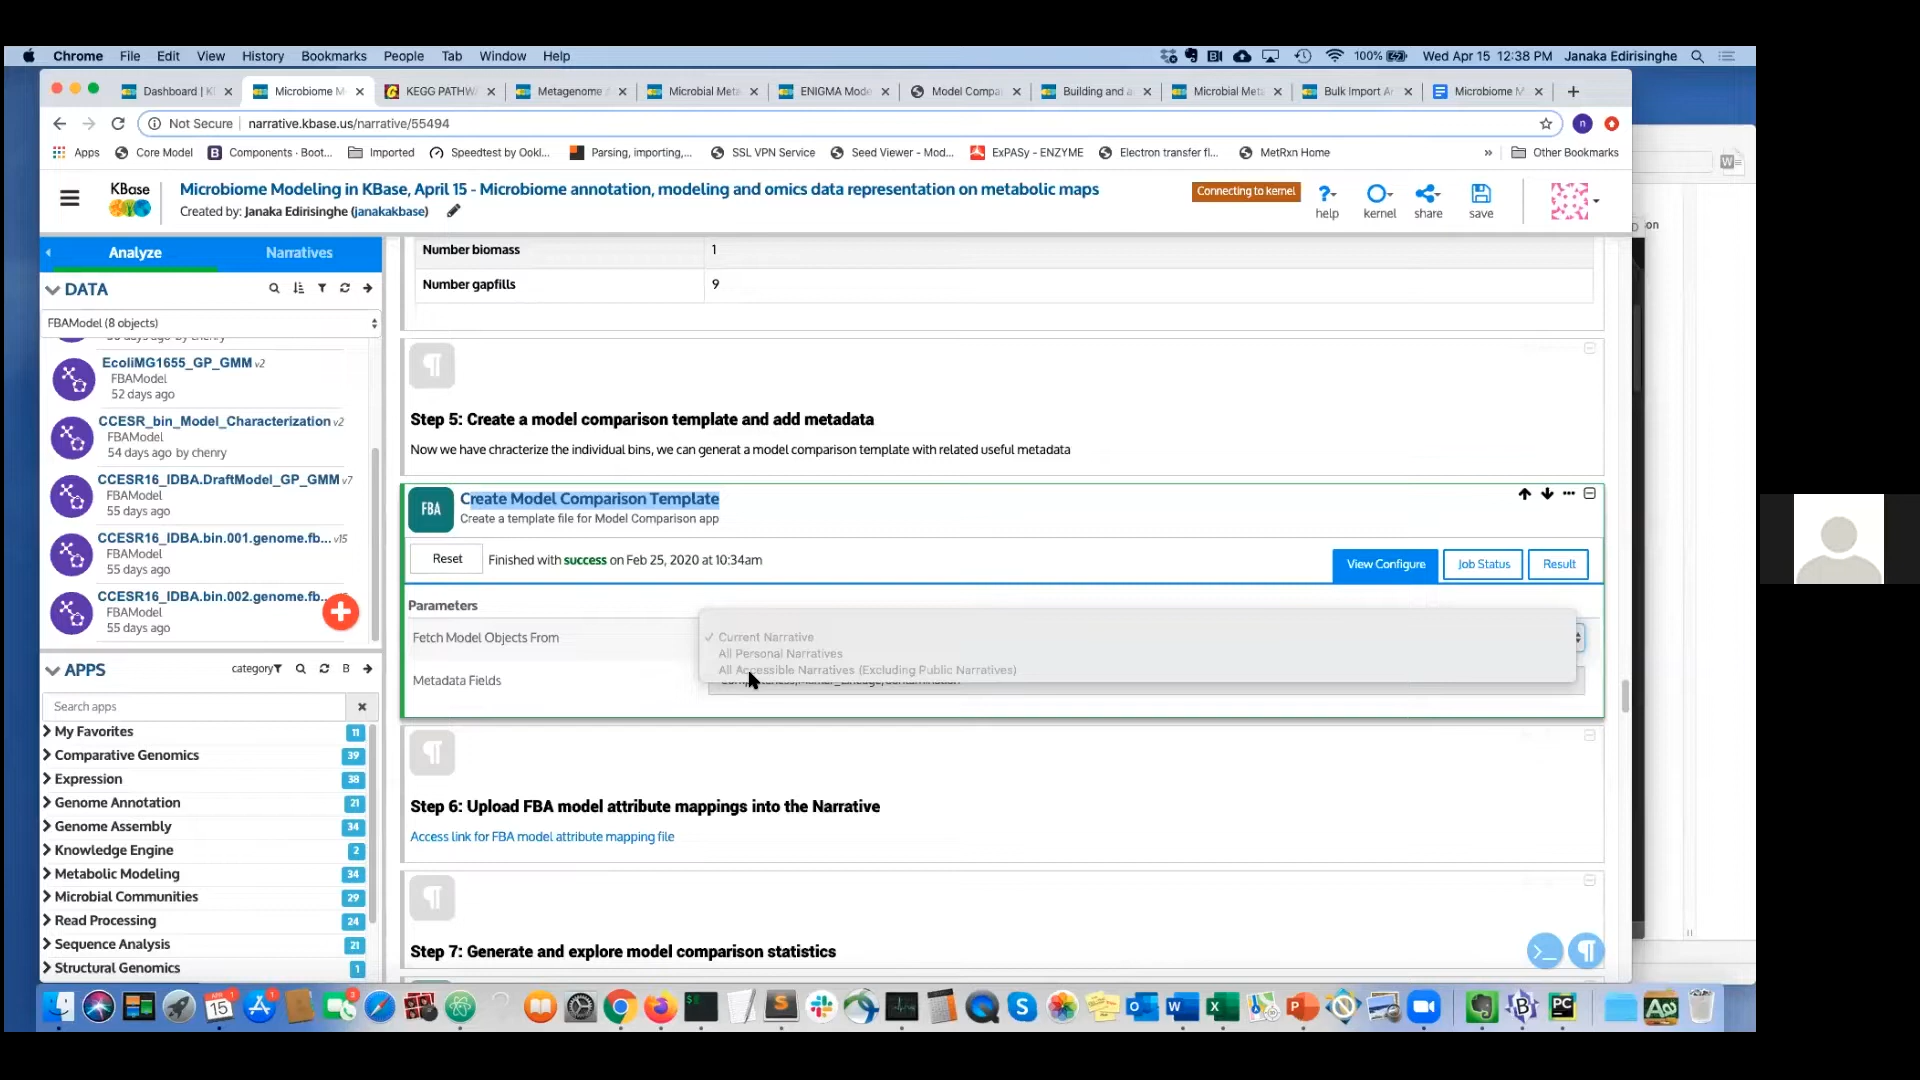 Chrome File Edit View History Bookmarks People Tab Window Help 100% Wed Apr 15 12:38 PM Janaka Edirisinghe
Dashboard | K Microbiome M KEGG PATHW Metagenome Microbial Meta ENIGMA Mode Model Compa Building and a Microbial Meta Bulk Import A Microbiome M
Not Secure narrative.kbase.us/narrative/55494
Apps Core Model Components · Boot... Imported Speedtest by Ookl... Parsing, importing,... SSL VPN Service Seed Viewer - Mod... ExPASy - ENZYME Electron transfer fl... MetRxn Home » Other Bookmarks
KBase
Microbiome Modeling in KBase, April 15 - Microbiome annotation, modeling and omics data representation on metabolic maps
Created by: Janaka Edirisinghe (janakakbase)
Connecting to kernel
help kernel share save
on
Analyze Narratives
DATA
FBAModel (8 objects)
EcoliMG1655_GP_GMM v2
FBAModel
52 days ago
CCESR_bin_Model_Characterization v2
FBAModel
54 days ago by chenry
CCESR16_IDBA.DraftModel_GP_GMM v7
FBAModel
55 days ago
CCESR16_IDBA.bin.001.genome.fb... v15
FBAModel
55 days ago
CCESR16_IDBA.bin.002.genome.fb...
FBAModel
55 days ago
APPS category B
Search apps
My Favorites 11
Comparative Genomics 39
Expression 38
Genome Annotation 21
Genome Assembly 34
Knowledge Engine 2
Metabolic Modeling 34
Microbial Communities 29
Read Processing 24
Sequence Analysis 21
Structural Genomics 1
Number biomass 1
Number gapfills 9
Step 5: Create a model comparison template and add metadata
Now we have chrcterize the individual bins, we can generat a model comparison template with related useful metadata
FBA
Create Model Comparison Template
Create a template file for Model Comparison app
Reset Finished with success on Feb 25, 2020 at 10:34am View Configure Job Status Result
Parameters
Fetch Model Objects From
✓ Current Narrative
All Personal Narratives
All Accessible Narratives (Excluding Public Narratives)
Metadata Fields
Step 6: Upload FBA model attribute mappings into the Narrative
Access link for FBA model attribute mapping file
Step 7: Generate and explore model comparison statistics